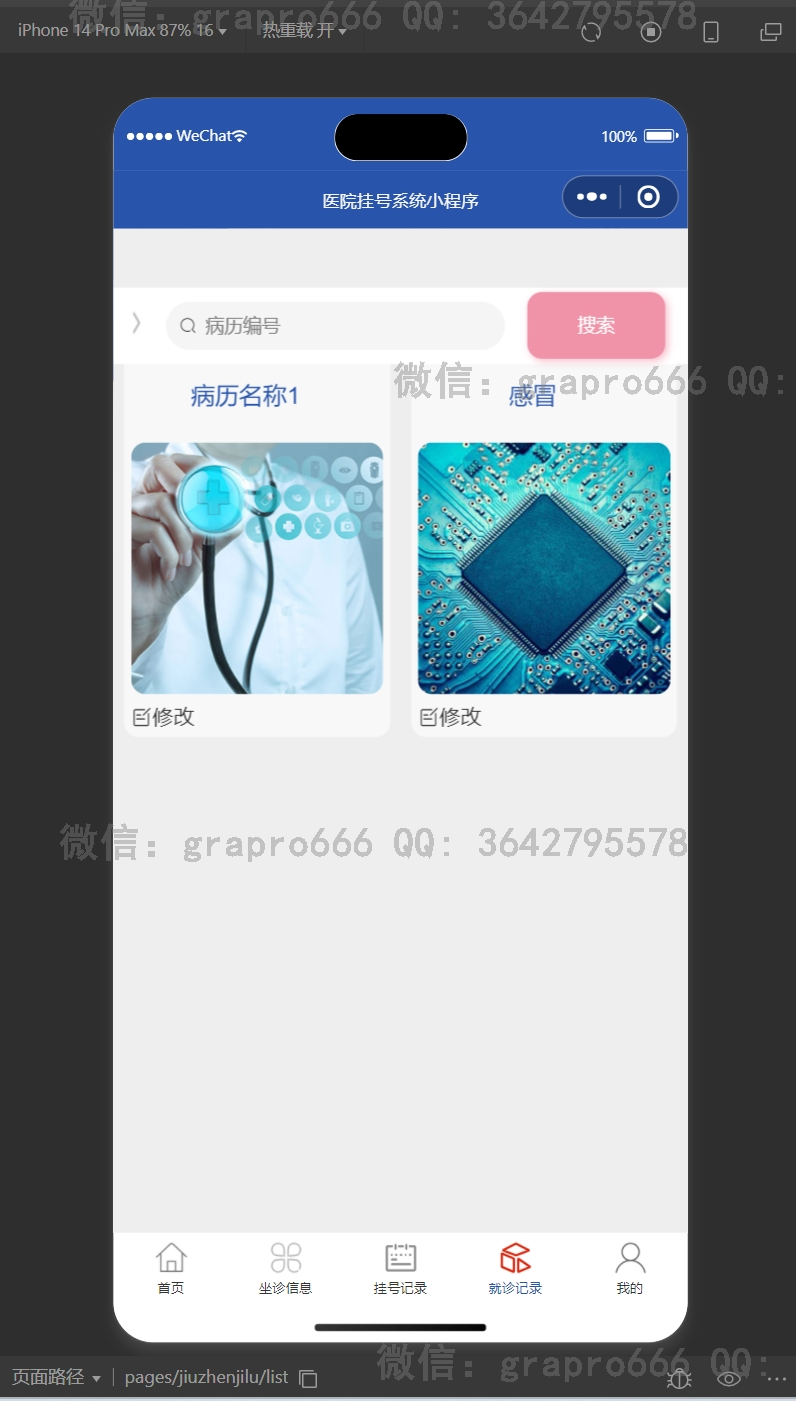 微信：grapro666 QQ: 3642795578
iPhone 14 Pro Max 87% 16 热重载 开
WeChat 100%
医院挂号系统小程序
病历编号 搜索
微信：grapro666 QQ:
病历名称1 感冒
修改 修改
微信：grapro666 QQ: 3642795578
首页 坐诊信息 挂号记录 就诊记录 我的
微信：grapro666 QQ:
页面路径 pages/jiuzhenjilu/list